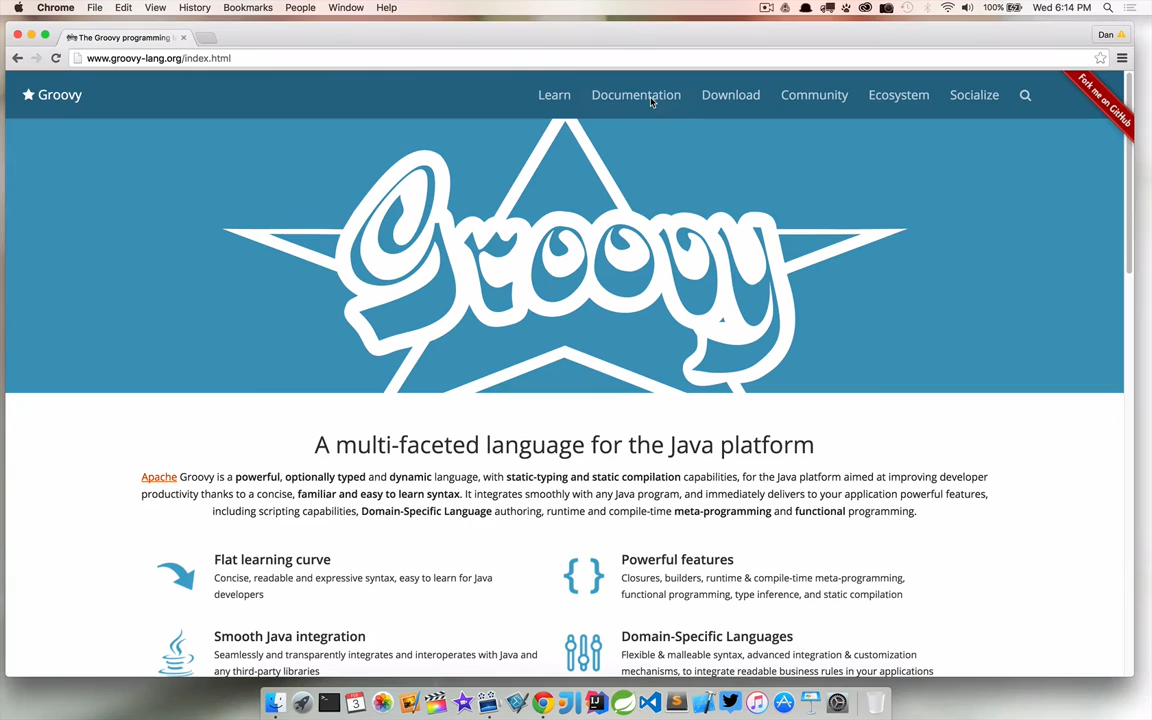 Chrome File Edit View History Bookmarks People Window Help 100% Wed 6:14 PM
The Groovy programming
Dan
www.groovy-lang.org/index.html
Groovy
Learn Documentation Download Community Ecosystem Socialize
Fork me on GitHub
Groovy
A multi-faceted language for the Java platform
Apache Groovy is a powerful, optionally typed and dynamic language, with static-typing and static compilation capabilities, for the Java platform aimed at improving developer
productivity thanks to a concise, familiar and easy to learn syntax. It integrates smoothly with any Java program, and immediately delivers to your application powerful features,
including scripting capabilities, Domain-Specific Language authoring, runtime and compile-time meta-programming and functional programming.
Flat learning curve
Concise, readable and expressive syntax, easy to learn for Java
developers
Powerful features
Closures, builders, runtime & compile-time meta-programming,
functional programming, type inference, and static compilation
Smooth Java integration
Seamlessly and transparently integrates and interoperates with Java and
any third-party libraries
Domain-Specific Languages
Flexible & malleable syntax, advanced integration & customization
mechanisms, to integrate readable business rules in your applications
3